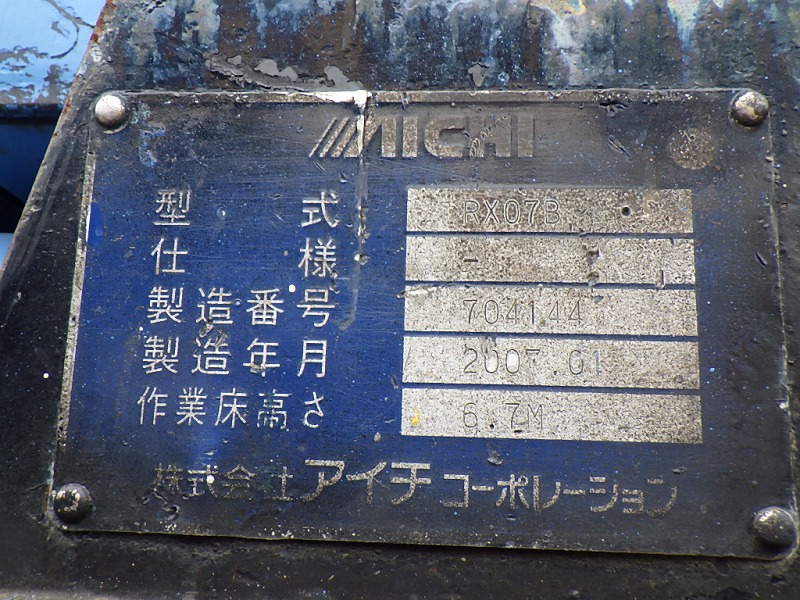 AICHI
型式 RX07B
仕様 -
製造番号 704144
製造年月 2007.01
作業床高さ 6.7M
株式会社アイチコーポレーション